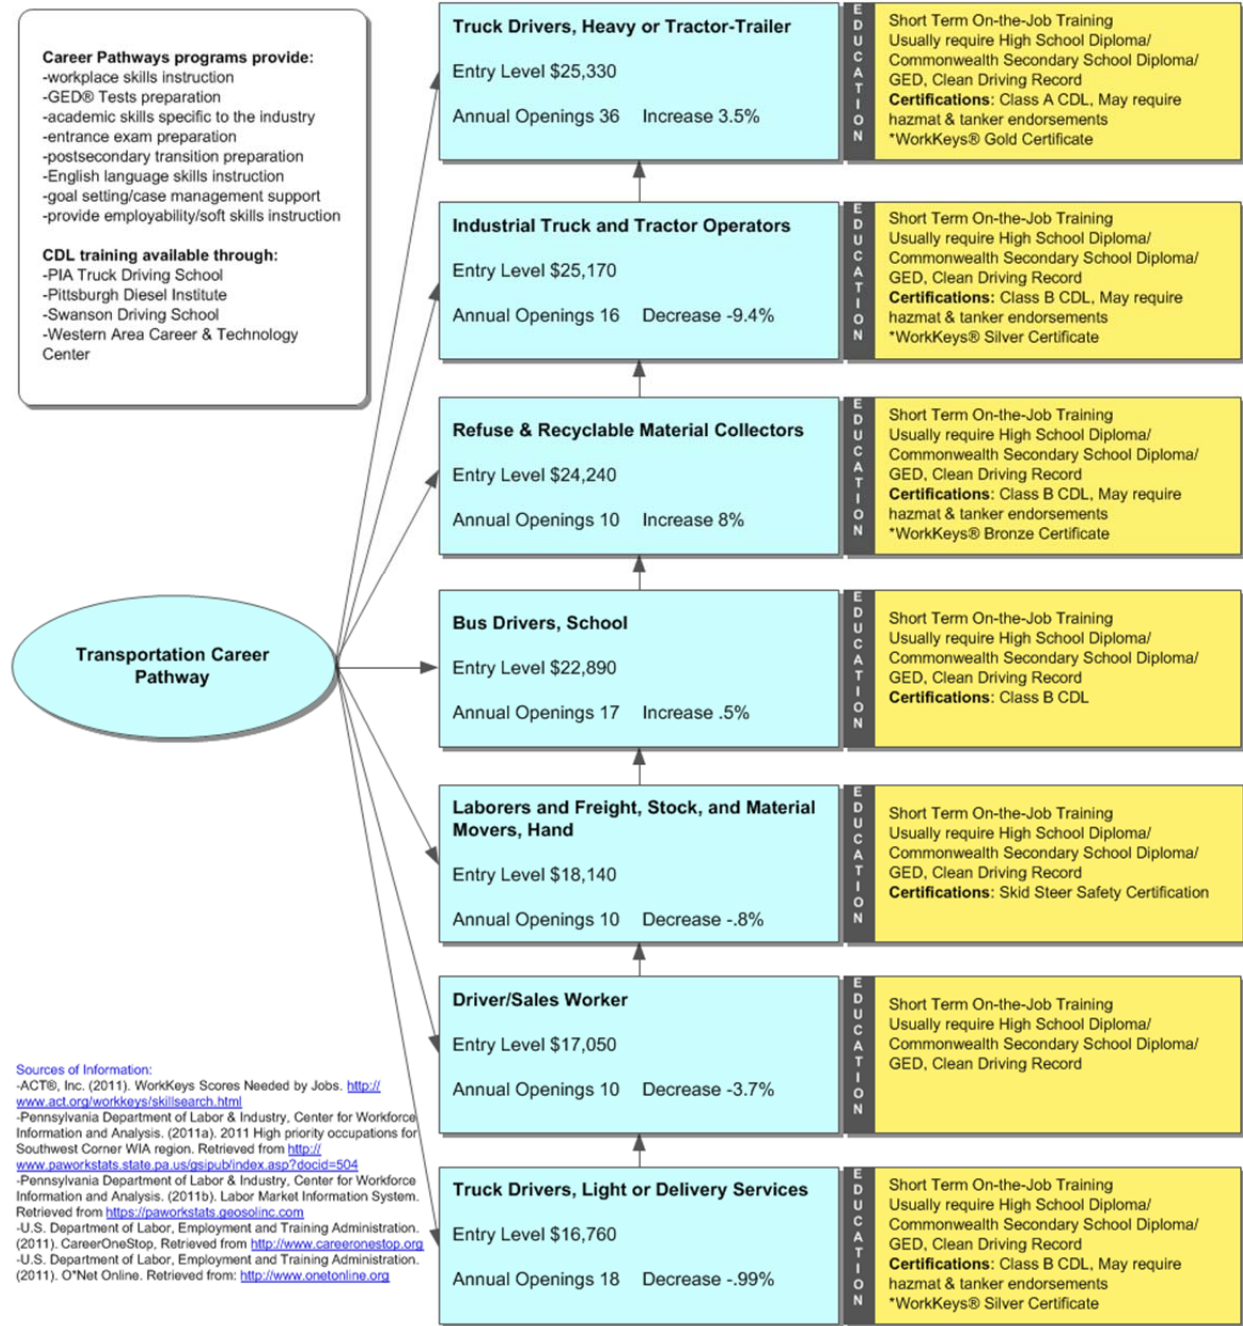 Career Pathways programs provide:
-workplace skills instruction
-GED® Tests preparation
-academic skills specific to the industry
-entrance exam preparation
-postsecondary transition preparation
-English language skills instruction
-goal setting/case management support
-provide employability/soft skills instruction
CDL training available through:
-PIA Truck Driving School
-Pittsburgh Diesel Institute
-Swanson Driving School
-Western Area Career & Technology
Center
Transportation Career
Pathway
Truck Drivers, Heavy or Tractor-Trailer
Entry Level $25,330
Annual Openings 36 Increase 3.5%
EDUCATION
Short Term On-the-Job Training
Usually require High School Diploma/
Commonwealth Secondary School Diploma/
GED, Clean Driving Record
Certifications: Class A CDL, May require
hazmat & tanker endorsements
*WorkKeys® Gold Certificate
Industrial Truck and Tractor Operators
Entry Level $25,170
Annual Openings 16 Decrease -9.4%
EDUCATION
Short Term On-the-Job Training
Usually require High School Diploma/
Commonwealth Secondary School Diploma/
GED, Clean Driving Record
Certifications: Class B CDL, May require
hazmat & tanker endorsements
*WorkKeys® Silver Certificate
Refuse & Recyclable Material Collectors
Entry Level $24,240
Annual Openings 10 Increase 8%
EDUCATION
Short Term On-the-Job Training
Usually require High School Diploma/
Commonwealth Secondary School Diploma/
GED, Clean Driving Record
Certifications: Class B CDL, May require
hazmat & tanker endorsements
*WorkKeys® Bronze Certificate
Bus Drivers, School
Entry Level $22,890
Annual Openings 17 Increase .5%
EDUCATION
Short Term On-the-Job Training
Usually require High School Diploma/
Commonwealth Secondary School Diploma/
GED, Clean Driving Record
Certifications: Class B CDL
Laborers and Freight, Stock, and Material
Movers, Hand
Entry Level $18,140
Annual Openings 10 Decrease -.8%
EDUCATION
Short Term On-the-Job Training
Usually require High School Diploma/
Commonwealth Secondary School Diploma/
GED, Clean Driving Record
Certifications: Skid Steer Safety Certification
Driver/Sales Worker
Entry Level $17,050
Annual Openings 10 Decrease -3.7%
EDUCATION
Short Term On-the-Job Training
Usually require High School Diploma/
Commonwealth Secondary School Diploma/
GED, Clean Driving Record
Truck Drivers, Light or Delivery Services
Entry Level $16,760
Annual Openings 18 Decrease -.99%
EDUCATION
Short Term On-the-Job Training
Usually require High School Diploma/
Commonwealth Secondary School Diploma/
GED, Clean Driving Record
Certifications: Class B CDL, May require
hazmat & tanker endorsements
*WorkKeys® Silver Certificate
Sources of Information:
-ACT®, Inc. (2011). WorkKeys Scores Needed by Jobs. http://
www.act.org/workkeys/skillsearch.html
-Pennsylvania Department of Labor & Industry, Center for Workforce
Information and Analysis. (2011a). 2011 High priority occupations for
Southwest Corner WIA region. Retrieved from http://
www.paworkstats.state.pa.us/gsipub/index.asp?docid=504
-Pennsylvania Department of Labor & Industry, Center for Workforce
Information and Analysis. (2011b). Labor Market Information System.
Retrieved from https://paworkstats.geosolinc.com
-U.S. Department of Labor, Employment and Training Administration.
(2011). CareerOneStop, Retrieved from http://www.careeronestop.org
-U.S. Department of Labor, Employment and Training Administration.
(2011). O*Net Online. Retrieved from: http://www.onetonline.org